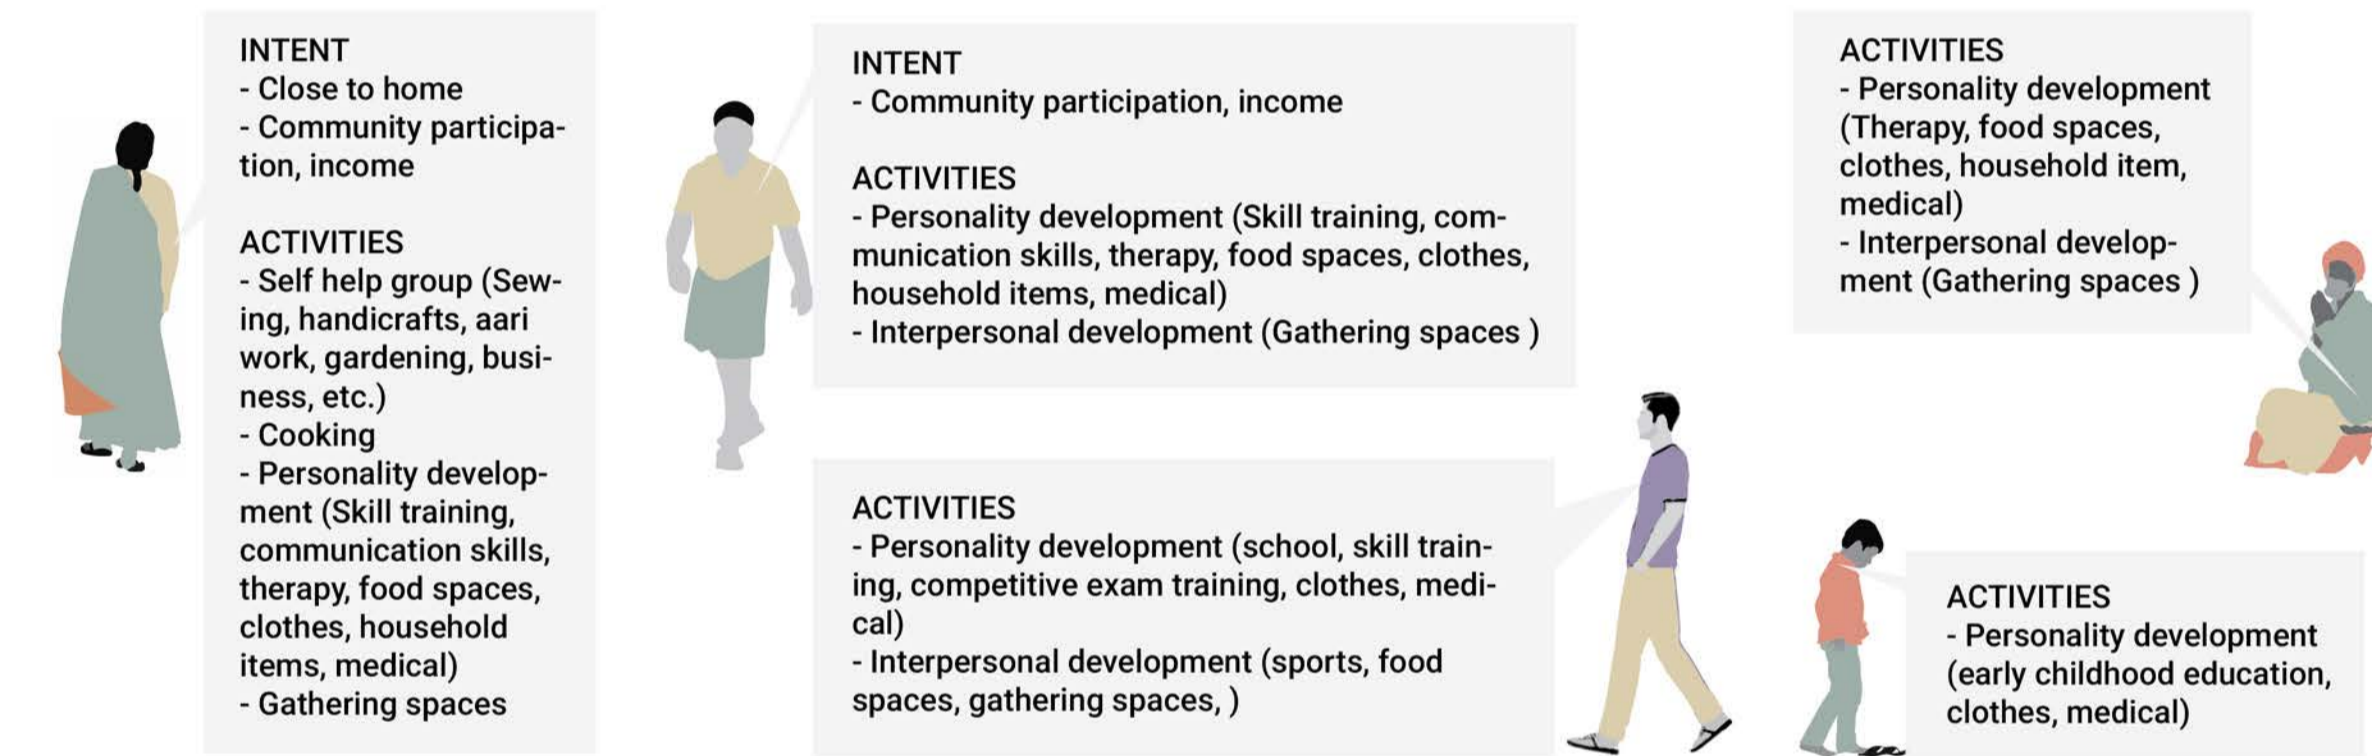 INTENT
- Close to home
- Community participa-
tion, income
ACTIVITIES
- Self help group (Sew-
ing, handicrafts, aari
work, gardening, busi-
ness, etc.)
- Cooking
- Personality develop-
ment (Skill training,
communication skills,
therapy, food spaces,
clothes, household
items, medical)
- Gathering spaces
INTENT
- Community participation, income
ACTIVITIES
- Personality development (Skill training, com-
munication skills, therapy, food spaces, clothes,
household items, medical)
- Interpersonal development (Gathering spaces )
ACTIVITIES
- Personality development (school, skill train-
ing, competitive exam training, clothes, medi-
cal)
- Interpersonal development (sports, food
spaces, gathering spaces, )
ACTIVITIES
- Personality development
(Therapy, food spaces,
clothes, household item,
medical)
- Interpersonal develop-
ment (Gathering spaces )
ACTIVITIES
- Personality development
(early childhood education,
clothes, medical)